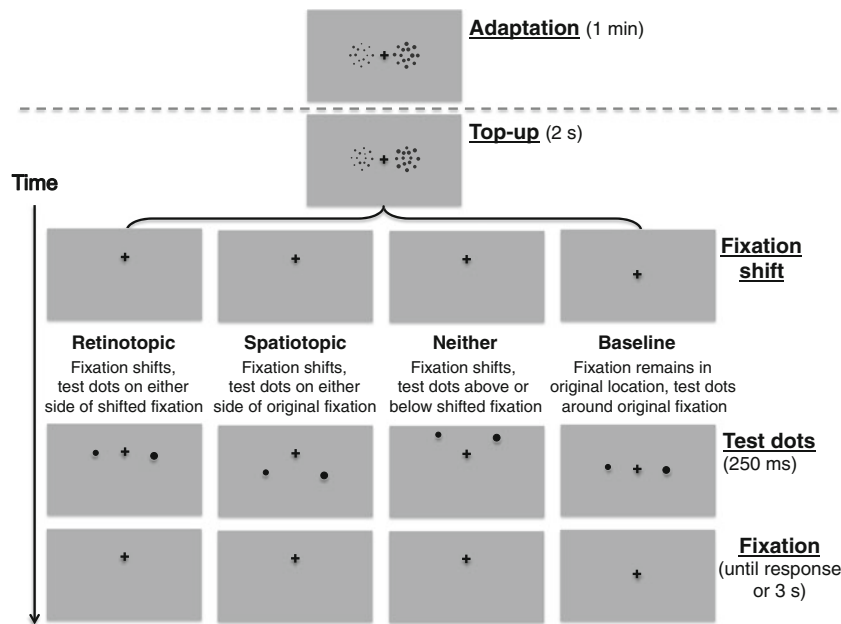 Adaptation (1 min)
Top-up (2 s)
Time
Fixation
shift
Retinotopic
Fixation shifts,
test dots on either
side of shifted fixation
Spatiotopic
Fixation shifts,
test dots on either
side of original fixation
Neither
Fixation shifts,
test dots above or
below shifted fixation
Baseline
Fixation remains in
original location, test dots
around original fixation
Test dots
(250 ms)
Fixation
(until response
or 3 s)